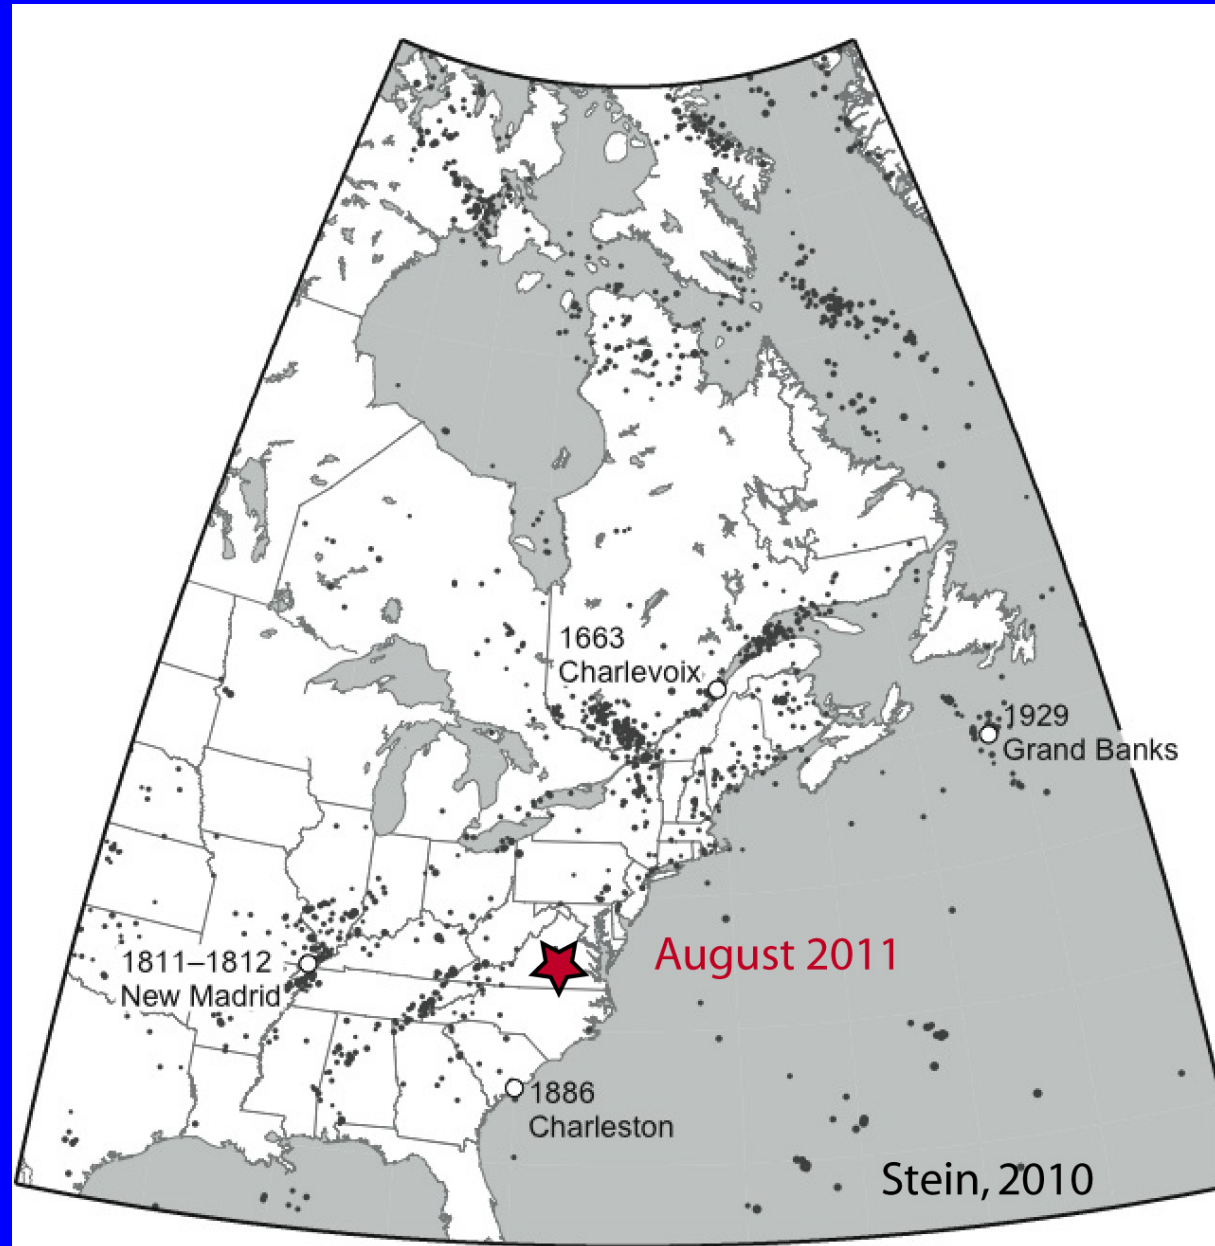 1663
Charlevoix
1929
Grand Banks
August 2011
1811–1812
New Madrid
1886
Charleston
Stein, 2010